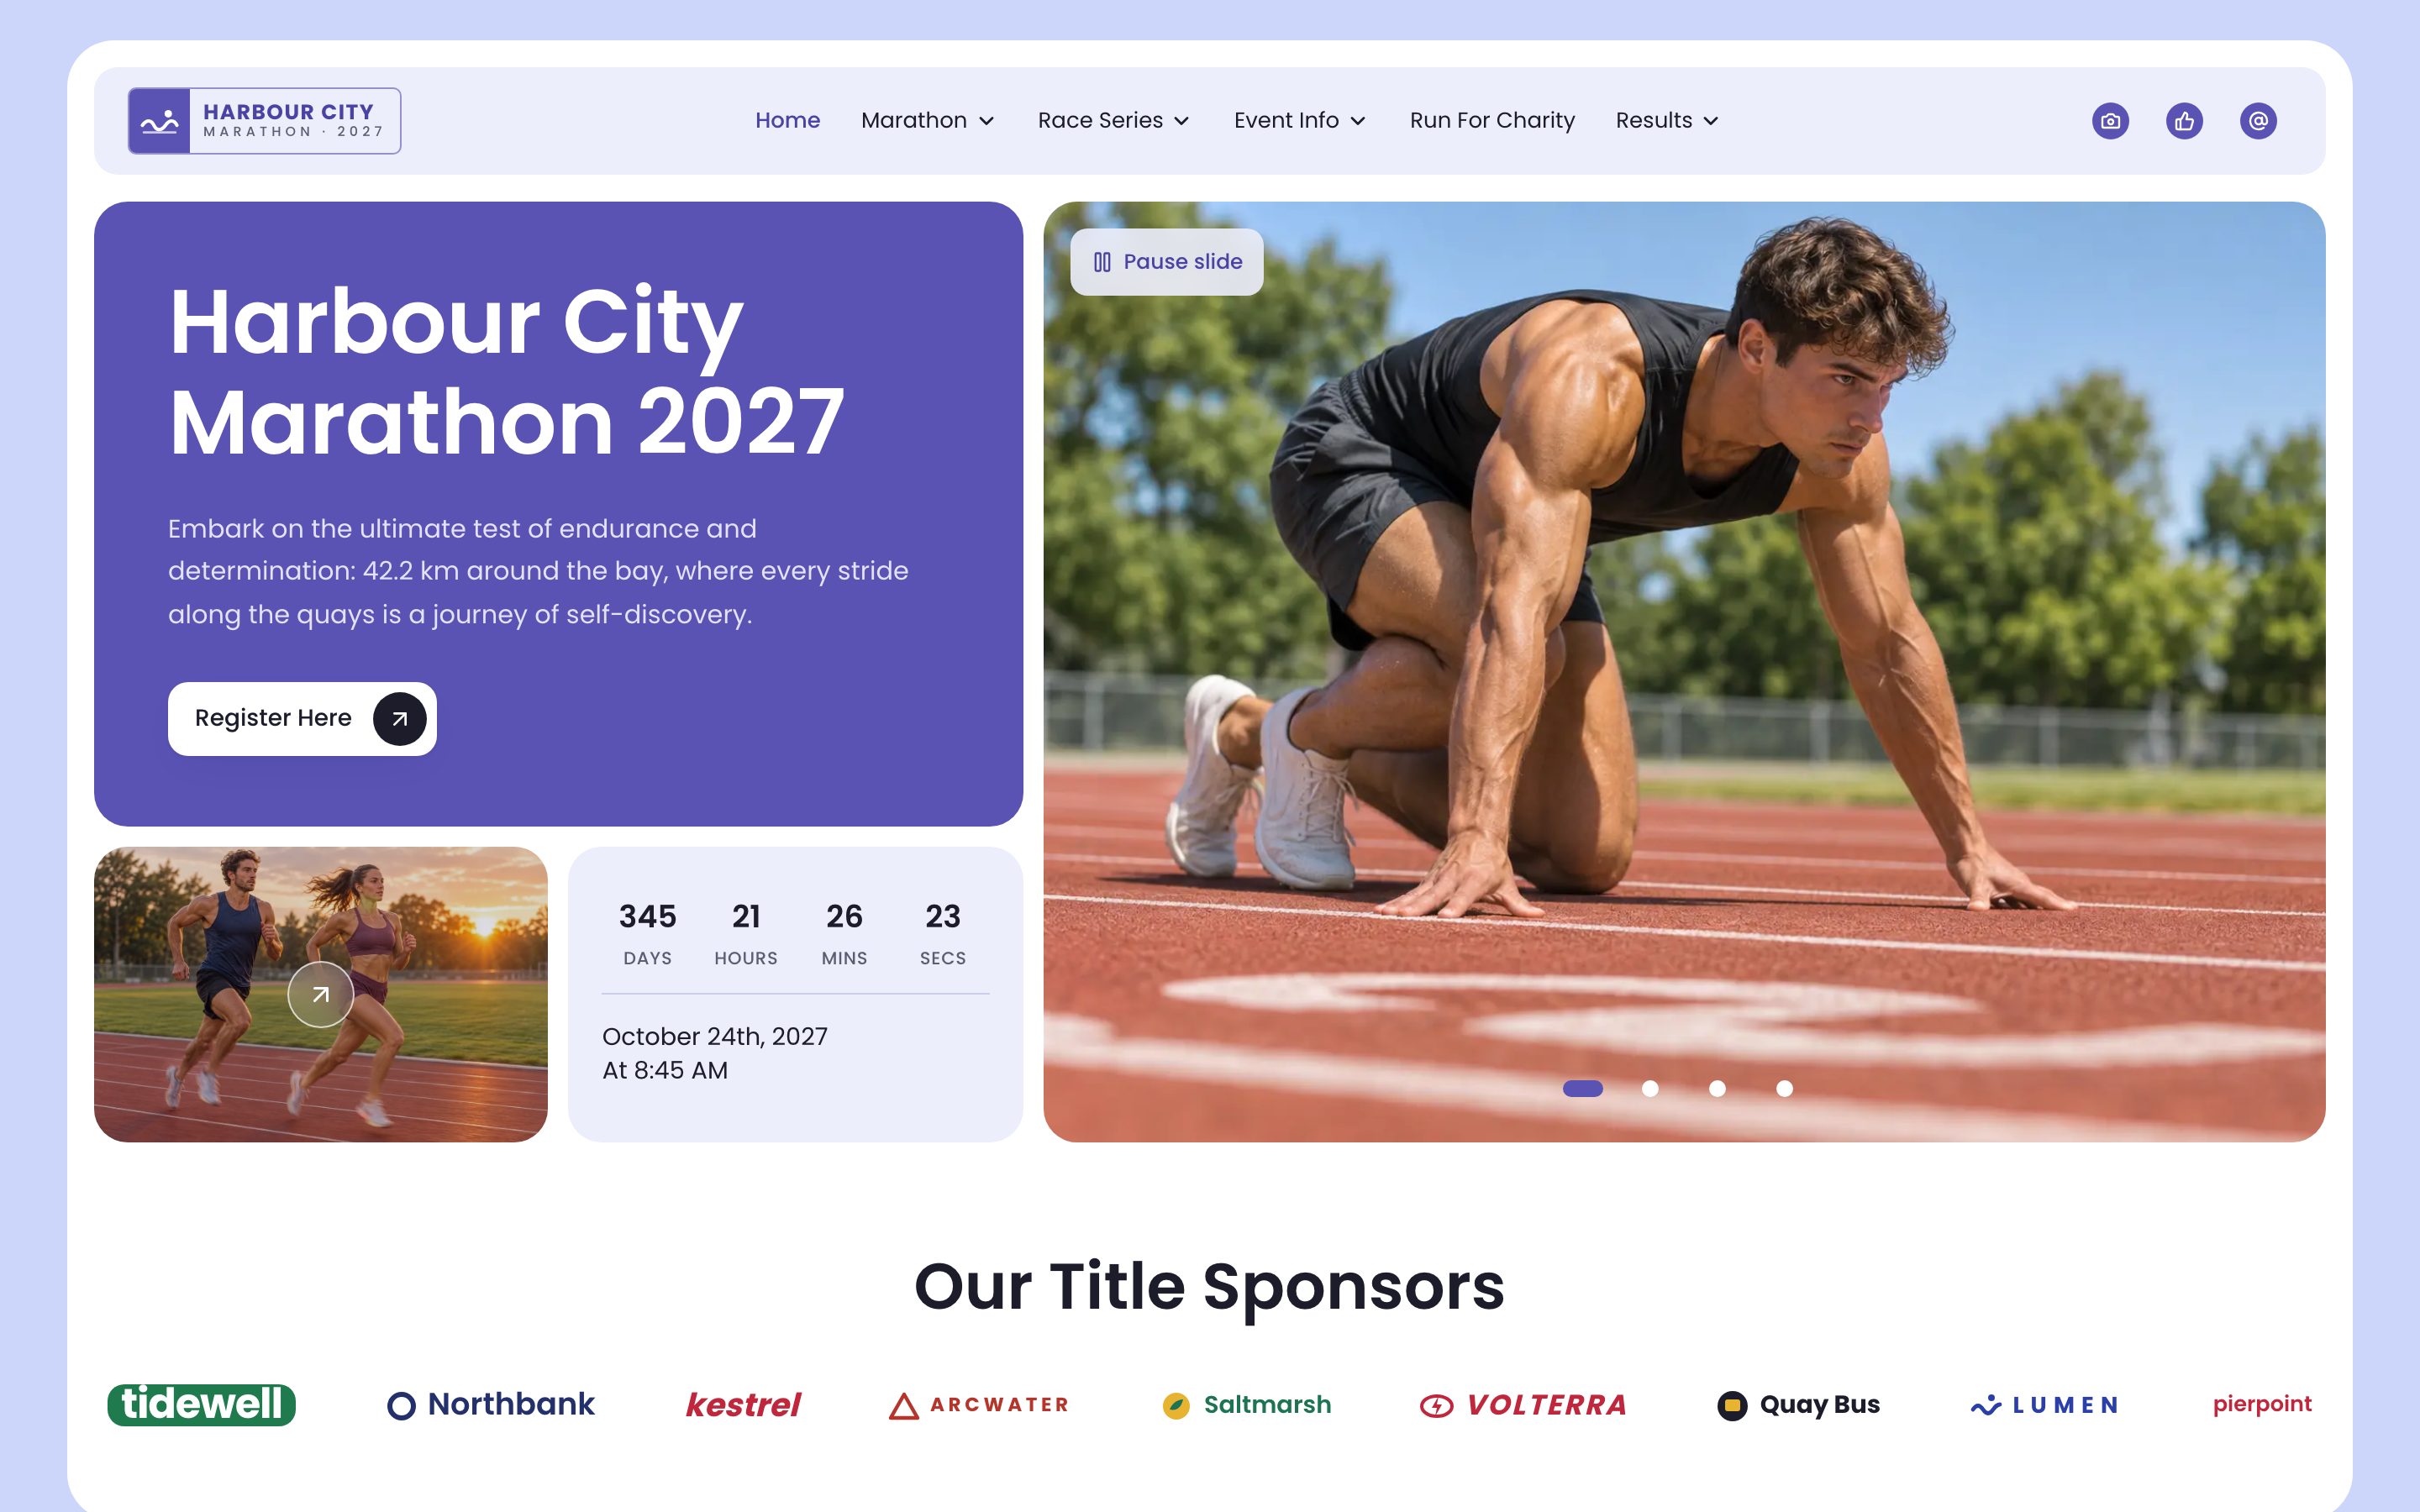 HARBOUR CITY
MARATHON · 2027
Home
Marathon
Race Series
Event Info
Run For Charity
Results
Harbour City
Marathon 2027
Embark on the ultimate test of endurance and
determination: 42.2 km around the bay, where every stride
along the quays is a journey of self-discovery.
Register Here
345
21
26
23
DAYS
HOURS
MINS
SECS
October 24th, 2027
At 8:45 AM
Pause slide
Our Title Sponsors
tidewell
Northbank
kestrel
ARCWATER
Saltmarsh
VOLTERRA
Quay Bus
LUMEN
pierpoint